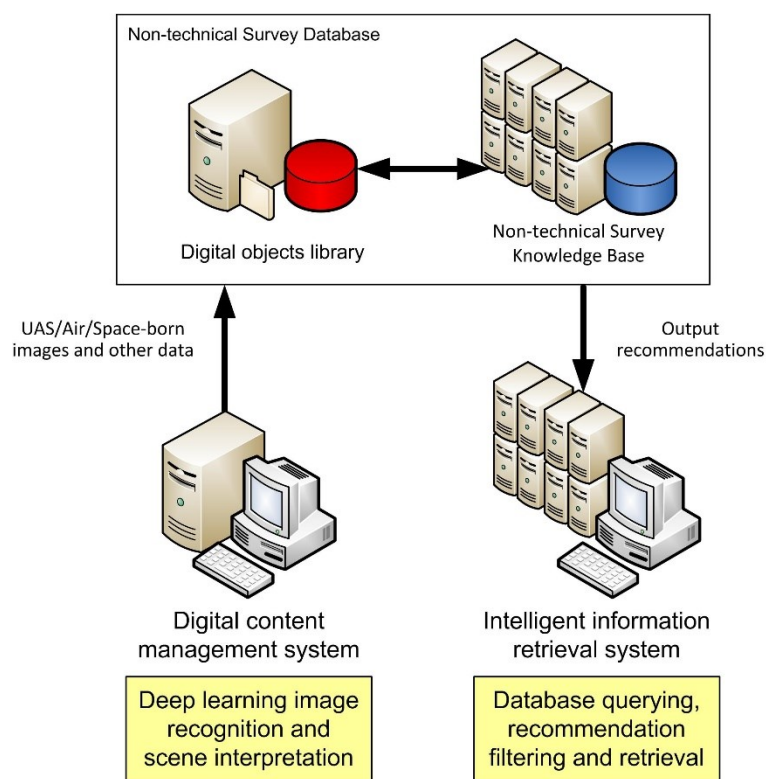 Non-technical Survey Database
Digital objects library
Non-technical Survey
Knowledge Base
UAS/Air/Space-born
images and other data
Output
recommendations
Digital content
management system
Intelligent information
retrieval system
Deep learning image
recognition and
scene interpretation
Database querying,
recommendation
filtering and retrieval